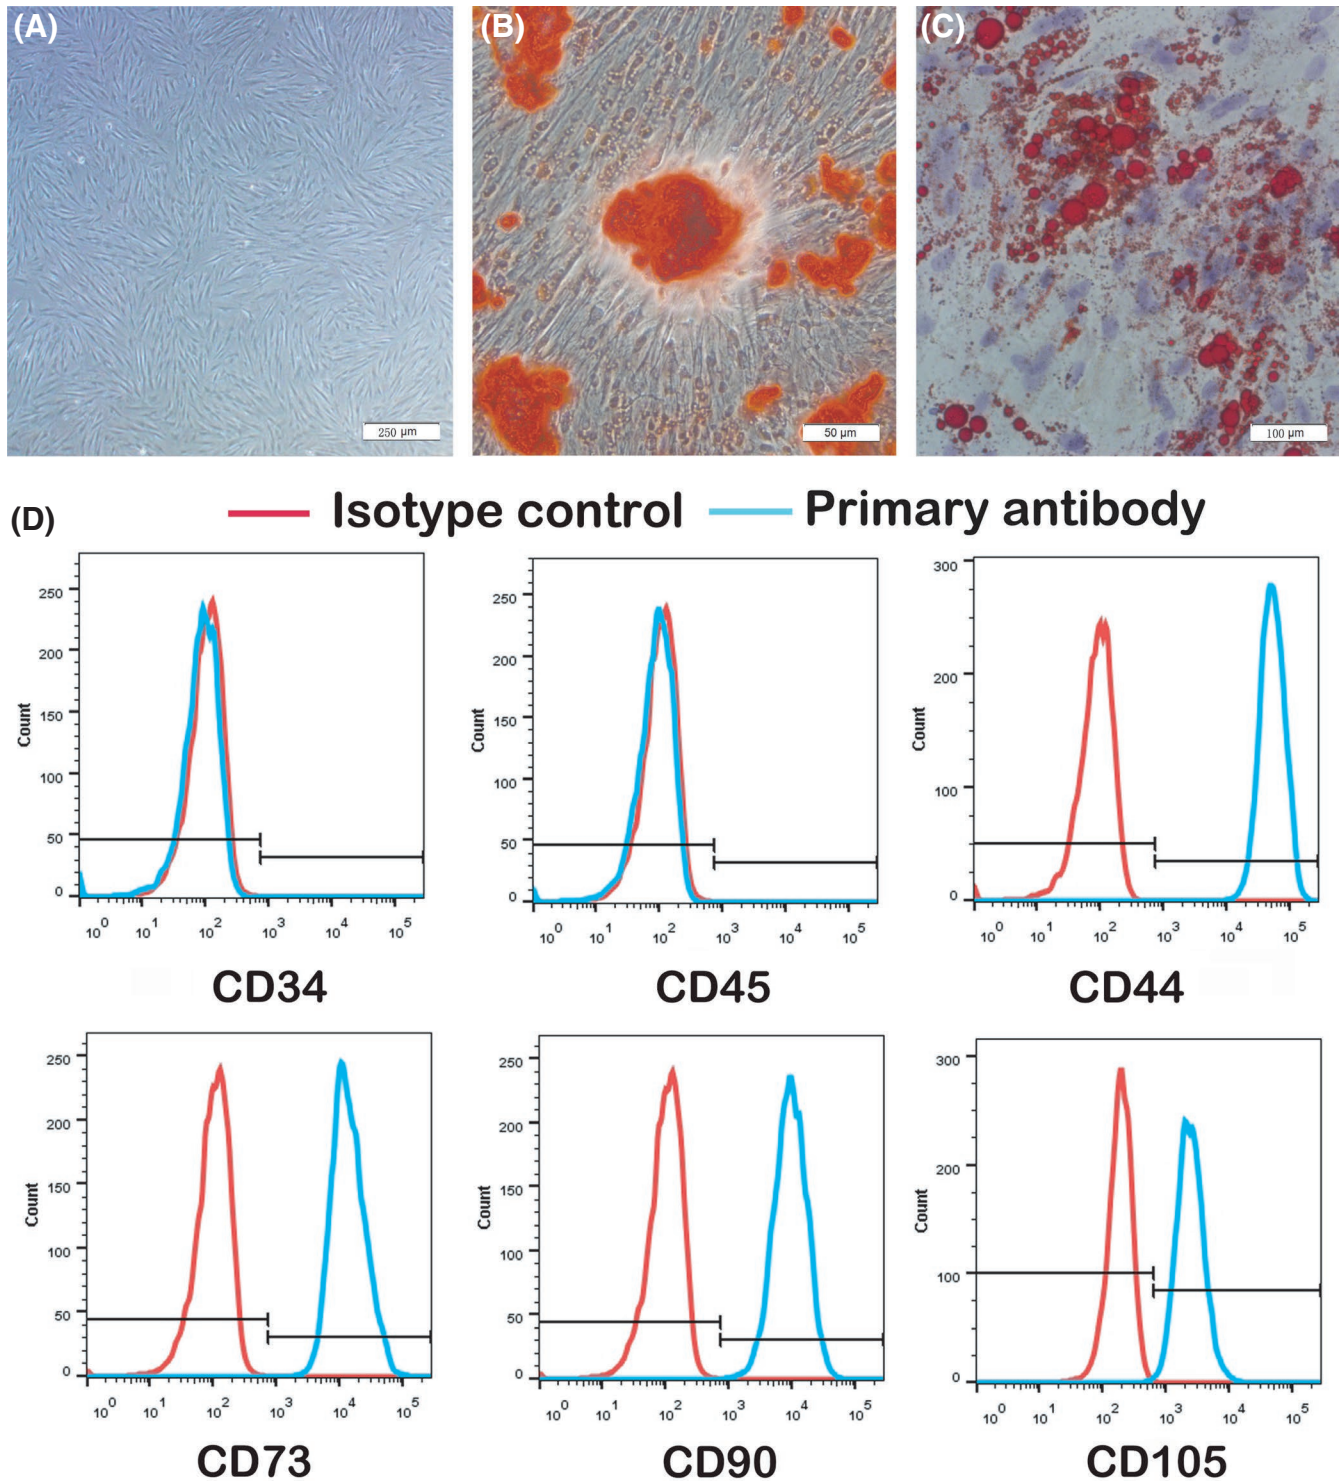 (A) (B) (C)
250 µm 50 µm 100 µm
(D) Isotype control Primary antibody
Count 250 200 150 100 50 0
10^0 10^1 10^2 10^3 10^4 10^5
CD34
Count 250 200 150 100 50 0
10^0 10^1 10^2 10^3 10^4 10^5
CD45
Count 300 200 100 0
10^0 10^1 10^2 10^3 10^4 10^5
CD44
Count 250 200 150 100 50 0
10^0 10^1 10^2 10^3 10^4 10^5
CD73
Count 250 200 150 100 50 0
10^0 10^1 10^2 10^3 10^4 10^5
CD90
Count 300 200 100 0
10^0 10^1 10^2 10^3 10^4 10^5
CD105